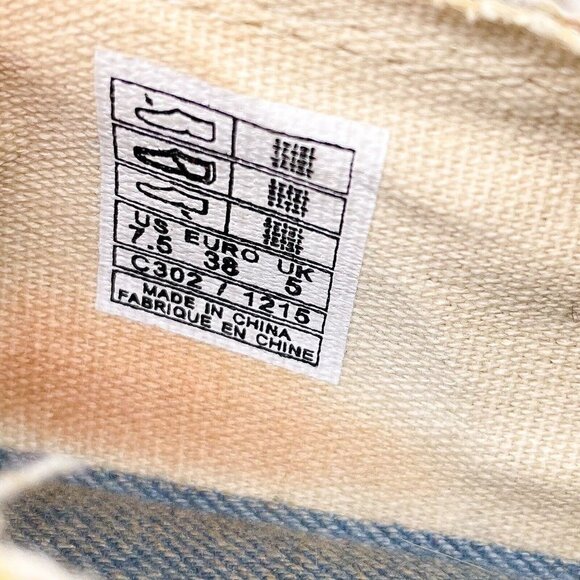 US EURO UK
7.5 38 5
C302 / 1215
MADE IN CHINA
FABRIQUE EN CHINE